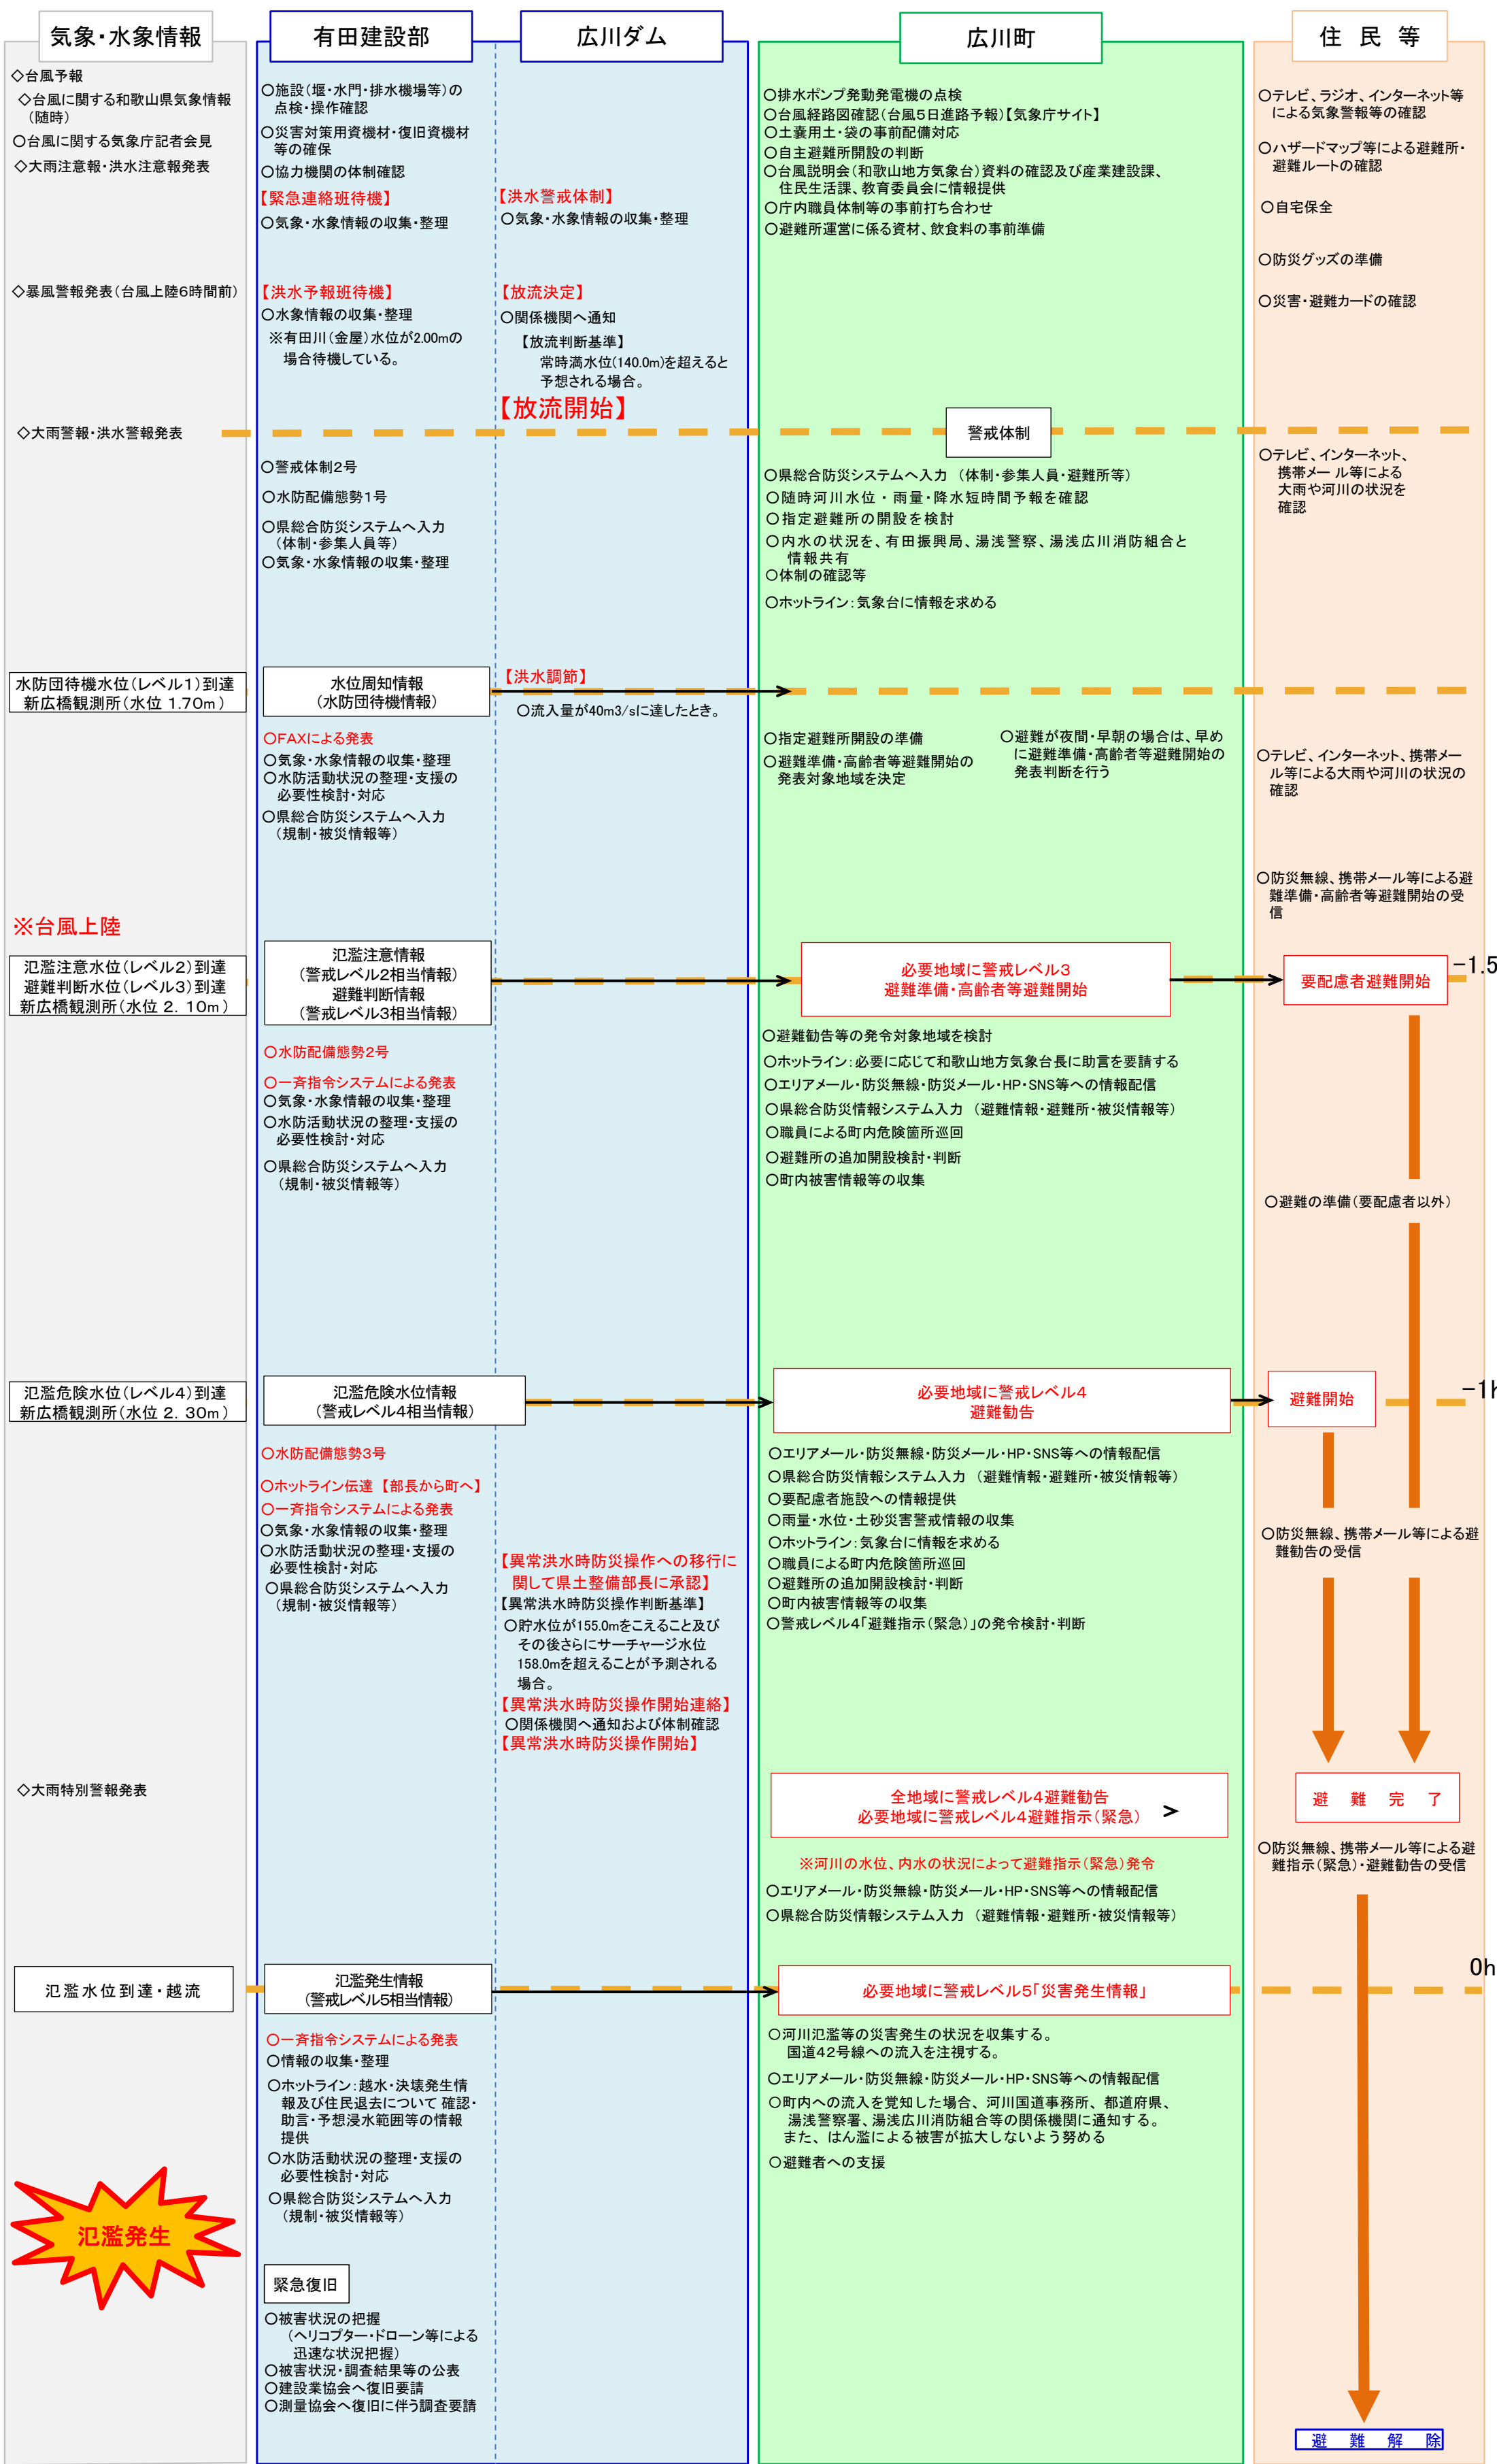 気象・水象情報
有田建設部
広川ダム
広川町
住 民 等
◇台風予報
◇台風に関する和歌山県気象情報
（随時）
〇台風に関する気象庁記者会見
◇大雨注意報・洪水注意報発表
〇施設（堰・水門・排水機場等）の
点検・操作確認
〇災害対策用資機材・復旧資機材
等の確保
〇協力機関の体制確認
【緊急連絡班待機】
〇気象・水象情報の収集・整理
【洪水警戒体制】
〇気象・水象情報の収集・整理
〇排水ポンプ発動発電機の点検
〇台風経路図確認（台風５日進路予報）【気象庁サイト】
〇土嚢用土・袋の事前配備対応
〇自主避難所開設の判断
〇台風説明会（和歌山地方気象台）資料の確認及び産業建設課、
住民生活課、教育委員会に情報提供
〇庁内職員体制等の事前打ち合わせ
〇避難所運営に係る資材、飲食料の事前準備
〇テレビ、ラジオ、インターネット等
による気象警報等の確認
〇ハザードマップ等による避難所・
避難ルートの確認
〇自宅保全
〇防災グッズの準備
〇災害・避難カードの確認
◇暴風警報発表（台風上陸6時間前）
【洪水予報班待機】
〇水象情報の収集・整理
※有田川（金屋）水位が2.00mの
場合待機している。
【放流決定】
〇関係機関へ通知
【放流判断基準】
常時満水位(140.0m)を超えると
予想される場合。
【放流開始】
◇大雨警報・洪水警報発表
警戒体制
〇警戒体制２号
〇水防配備態勢１号
〇県総合防災システムへ入力
（体制・参集人員等）
〇気象・水象情報の収集・整理
〇県総合防災システムへ入力　（体制・参集人員・避難所等）
〇随時河川水位・雨量・降水短時間予報を確認
〇指定避難所の開設を検討
〇内水の状況を、有田振興局、湯浅警察、湯浅広川消防組合と
情報共有
〇体制の確認等
〇ホットライン：気象台に情報を求める
〇テレビ、インターネット、
携帯メール等による
大雨や河川の状況を
確認
水防団待機水位（レベル１）到達
新広橋観測所（水位 １.７０ｍ）
水位周知情報
（水防団待機情報）
【洪水調節】
〇流入量が40m3/sに達したとき。
〇FAXによる発表
〇気象・水象情報の収集・整理
〇水防活動状況の整理・支援の
必要性検討・対応
〇県総合防災システムへ入力
（規制・被災情報等）
〇指定避難所開設の準備
〇避難準備・高齢者等避難開始の
発表対象地域を決定
〇避難が夜間・早朝の場合は、早め
に避難準備・高齢者等避難開始の
発表判断を行う
〇テレビ、インターネット、携帯メー
ル等による大雨や河川の状況の
確認
〇防災無線、携帯メール等による避
難準備・高齢者等避難開始の受
信
※台風上陸
氾濫注意水位（レベル２）到達
避難判断水位（レベル３）到達
新広橋観測所（水位 ２．１０ｍ）
氾濫注意情報
（警戒レベル２相当情報）
避難判断情報
（警戒レベル３相当情報）
必要地域に警戒レベル３
避難準備・高齢者等避難開始
要配慮者避難開始
-1.5
〇水防配備態勢２号
〇一斉指令システムによる発表
〇気象・水象情報の収集・整理
〇水防活動状況の整理・支援の
必要性検討・対応
〇県総合防災システムへ入力
（規制・被災情報等）
〇避難勧告等の発令対象地域を検討
〇ホットライン：必要に応じて和歌山地方気象台長に助言を要請する
〇エリアメール・防災無線・防災メール・HP・SNS等への情報配信
〇県総合防災情報システム入力　（避難情報・避難所・被災情報等）
〇職員による町内危険箇所巡回
〇避難所の追加開設検討・判断
〇町内被害情報等の収集
〇避難の準備（要配慮者以外）
氾濫危険水位（レベル４）到達
新広橋観測所（水位 ２．３０ｍ）
氾濫危険水位情報
（警戒レベル４相当情報）
必要地域に警戒レベル４
避難勧告
避難開始
-1h
〇水防配備態勢３号
〇ホットライン伝達 【部長から町へ】
〇一斉指令システムによる発表
〇気象・水象情報の収集・整理
〇水防活動状況の整理・支援の
必要性検討・対応
〇県総合防災システムへ入力
（規制・被災情報等）
【異常洪水時防災操作への移行に
関して県土整備部長に承認】
【異常洪水時防災操作判断基準】
〇貯水位が155.0mをこえること及び
その後さらにサーチャージ水位
158.0mを超えることが予測される
場合。
【異常洪水時防災操作開始連絡】
〇関係機関へ通知および体制確認
【異常洪水時防災操作開始】
〇エリアメール・防災無線・防災メール・HP・SNS等への情報配信
〇県総合防災情報システム入力　（避難情報・避難所・被災情報等）
〇要配慮者施設への情報提供
〇雨量・水位・土砂災害警戒情報の収集
〇ホットライン：気象台に情報を求める
〇職員による町内危険箇所巡回
〇避難所の追加開設検討・判断
〇町内被害情報等の収集
〇警戒レベル４「避難指示（緊急）」の発令検討・判断
〇防災無線、携帯メール等による避
難勧告の受信
◇大雨特別警報発表
全地域に警戒レベル４避難勧告
必要地域に警戒レベル４避難指示（緊急）
>
避 難 完 了
※河川の水位、内水の状況によって避難指示（緊急）発令
〇エリアメール・防災無線・防災メール・HP・SNS等への情報配信
〇県総合防災情報システム入力　（避難情報・避難所・被災情報等）
〇防災無線、携帯メール等による避
難指示（緊急）・避難勧告の受信
氾濫水位到達・越流
氾濫発生情報
（警戒レベル５相当情報）
必要地域に警戒レベル５「災害発生情報」
0h
〇一斉指令システムによる発表
〇情報の収集・整理
〇ホットライン：越水・決壊発生情
報及び住民退去について 確認・
助言・予想浸水範囲等の情報
提供
〇水防活動状況の整理・支援の
必要性検討・対応
〇県総合防災システムへ入力
（規制・被災情報等）
〇河川氾濫等の災害発生の状況を収集する。
国道４２号線への流入を注視する。
〇エリアメール・防災無線・防災メール・HP・SNS等への情報配信
〇町内への流入を覚知した場合、河川国道事務所、都道府県、
湯浅警察署、湯浅広川消防組合等の関係機関に通知する。
また、はん濫による被害が拡大しないよう努める
〇避難者への支援
氾濫発生
緊急復旧
〇被害状況の把握
（ヘリコプター・ドローン等による
迅速な状況把握）
〇被害状況・調査結果等の公表
〇建設業協会へ復旧要請
〇測量協会へ復旧に伴う調査要請
避 難 解 除